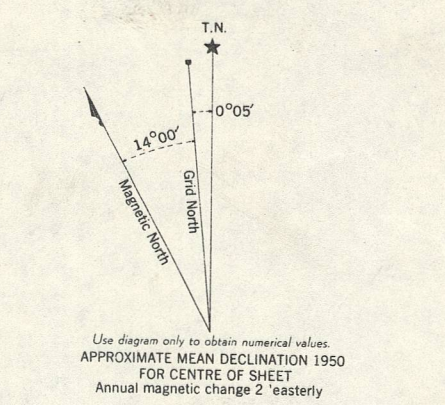 T.N.
0°05′
14°00′
Grid North
Magnetic North
Use diagram only to obtain numerical values.
APPROXIMATE MEAN DECLINATION 1950
FOR CENTRE OF SHEET
Annual magnetic change 2 'easterly